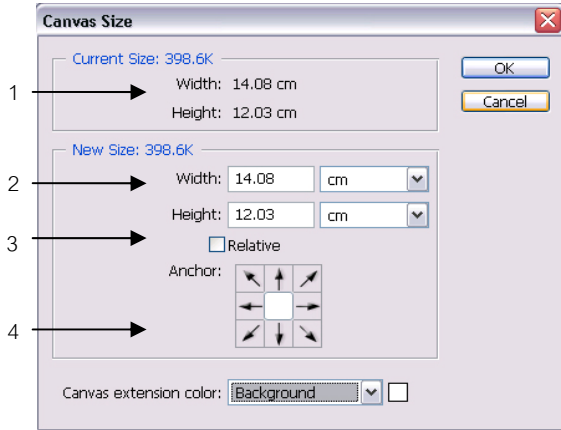 Canvas Size
Current Size: 398.6K
OK
1
Width: 14.08 cm
Cancel
Height: 12.03 cm
New Size: 398.6K
2
Width: 14.08 cm
Height: 12.03 cm
3
Relative
Anchor:
4
Canvas extension color: Background